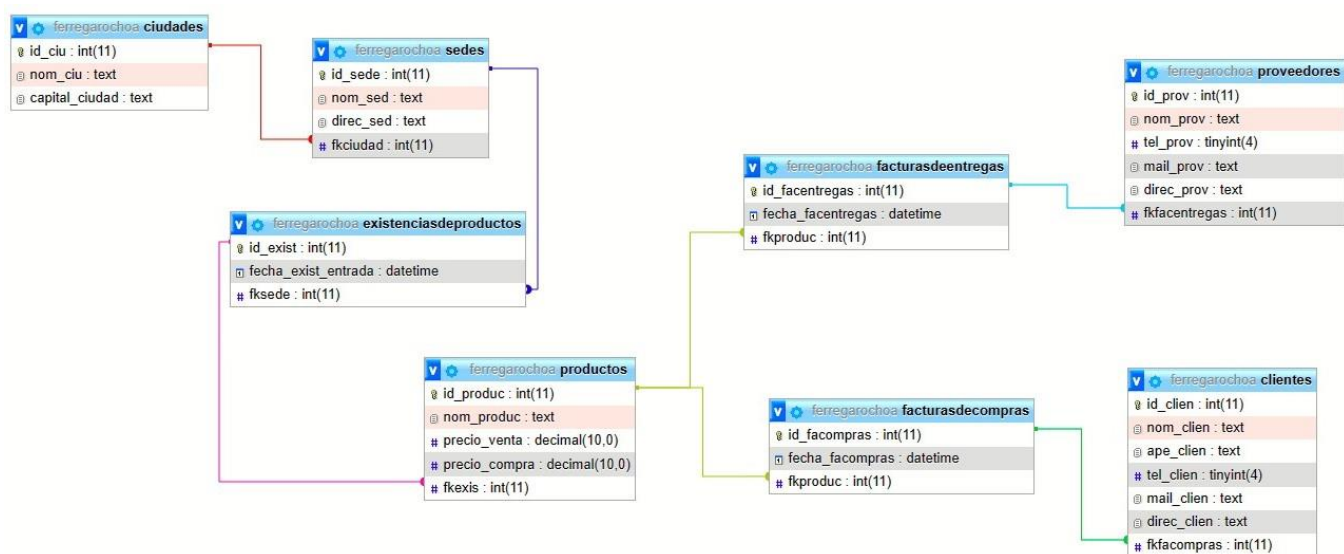 ferregarochoa ciudades
id_ciu : int(11)
nom_ciu : text
capital_ciudad : text
ferregarochoa sedes
id_sede : int(11)
nom_sed : text
direc_sed : text
fkciudad : int(11)
ferregarochoa existenciasdeproductos
id_exist : int(11)
fecha_exist_entrada : datetime
fksede : int(11)
ferregarochoa productos
id_produc : int(11)
nom_produc : text
precio_venta : decimal(10,0)
precio_compra : decimal(10,0)
fkexis : int(11)
ferregarochoa facturasdeentregas
id_facentregas : int(11)
fecha_facentregas : datetime
fkproduc : int(11)
ferregarochoa proveedores
id_prov : int(11)
nom_prov : text
tel_prov : tinyint(4)
mail_prov : text
direc_prov : text
fkfacentregas : int(11)
ferregarochoa facturasdecompras
id_facompras : int(11)
fecha_facompras : datetime
fkproduc : int(11)
ferregarochoa clientes
id_clien : int(11)
nom_clien : text
ape_clien : text
tel_clien : tinyint(4)
mail_clien : text
direc_clien : text
fkfacompras : int(11)